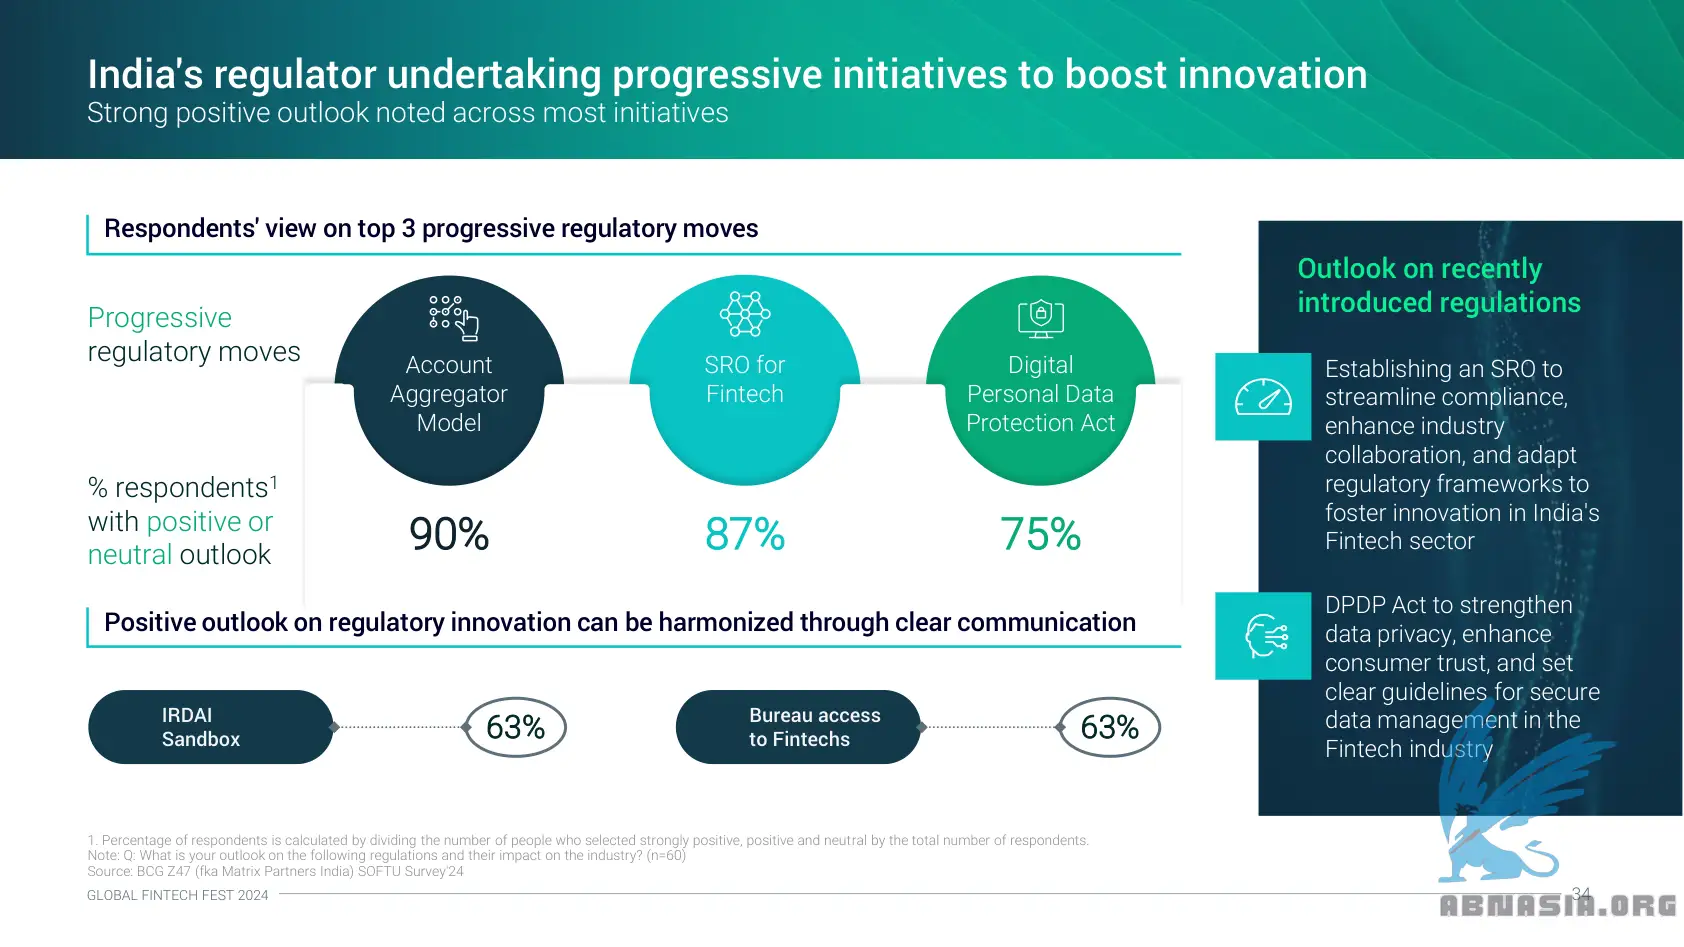 India's regulator undertaking progressive initiatives to boost innovation
Strong positive outlook noted across most initiatives
Respondents' view on top 3 progressive regulatory moves
Progressive
regulatory moves
Account
Aggregator
Model
SRO for
Fintech
Digital
Personal Data
Protection Act
% respondents1
with positive or
neutral outlook
90%
87%
75%
Positive outlook on regulatory innovation can be harmonized through clear communication
IRDAI
Sandbox
63%
Bureau access
to Fintechs
63%
Outlook on recently
introduced regulations
Establishing an SRO to
streamline compliance,
enhance industry
collaboration, and adapt
regulatory frameworks to
foster innovation in India's
Fintech sector
DPDP Act to strengthen
data privacy, enhance
consumer trust, and set
clear guidelines for secure
data management in the
Fintech industry
1. Percentage of respondents is calculated by dividing the number of people who selected strongly positive, positive and neutral by the total number of respondents.
Note: Q: What is your outlook on the following regulations and their impact on the industry? (n=60)
Source: BCG Z47 (fka Matrix Partners India) SOFTU Survey'24
GLOBAL FINTECH FEST 2024
34
ABNASIA.ORG